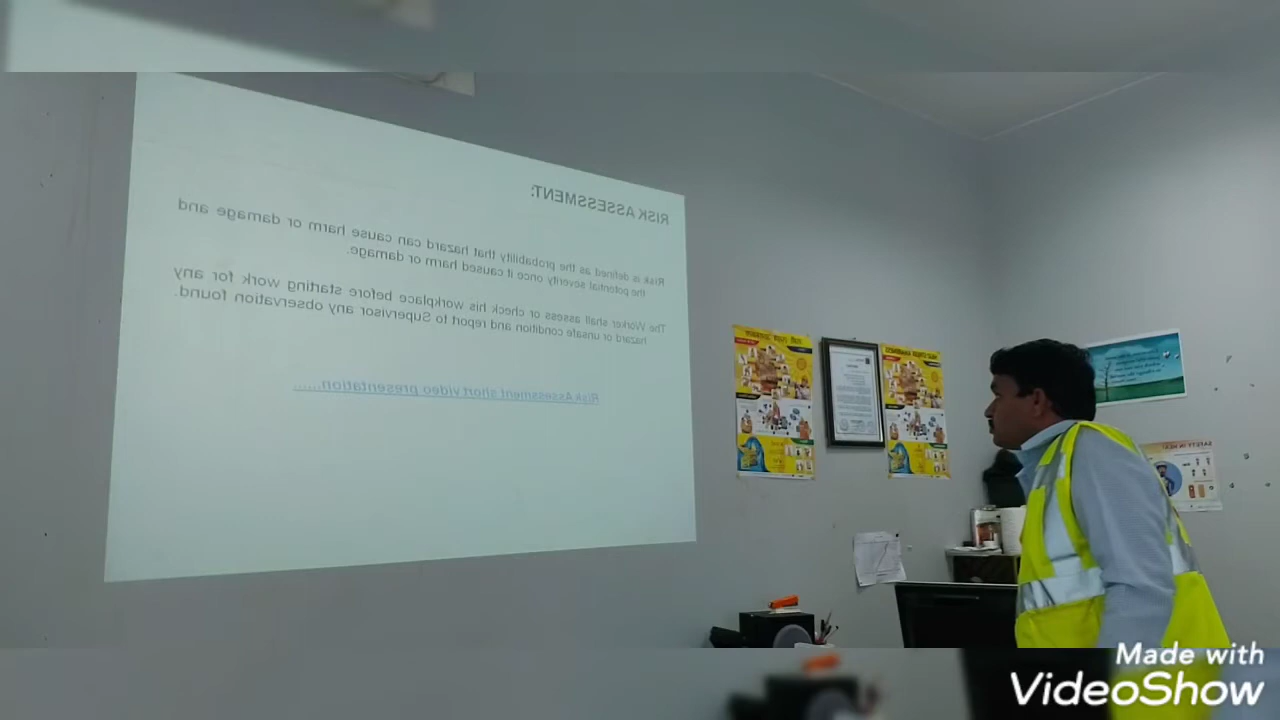 RISK ASSESSMENT:
Risk is defined as the probability that hazard can cause harm or damage and
the potential severity once it caused harm or damage.
The Worker shall assess or check his workplace before starting work for any
hazard or unsafe condition and report to Supervisor any observation found.
Risk Assessment short video presentation......
SAFETY IN HEAT
Made with
VideoShow